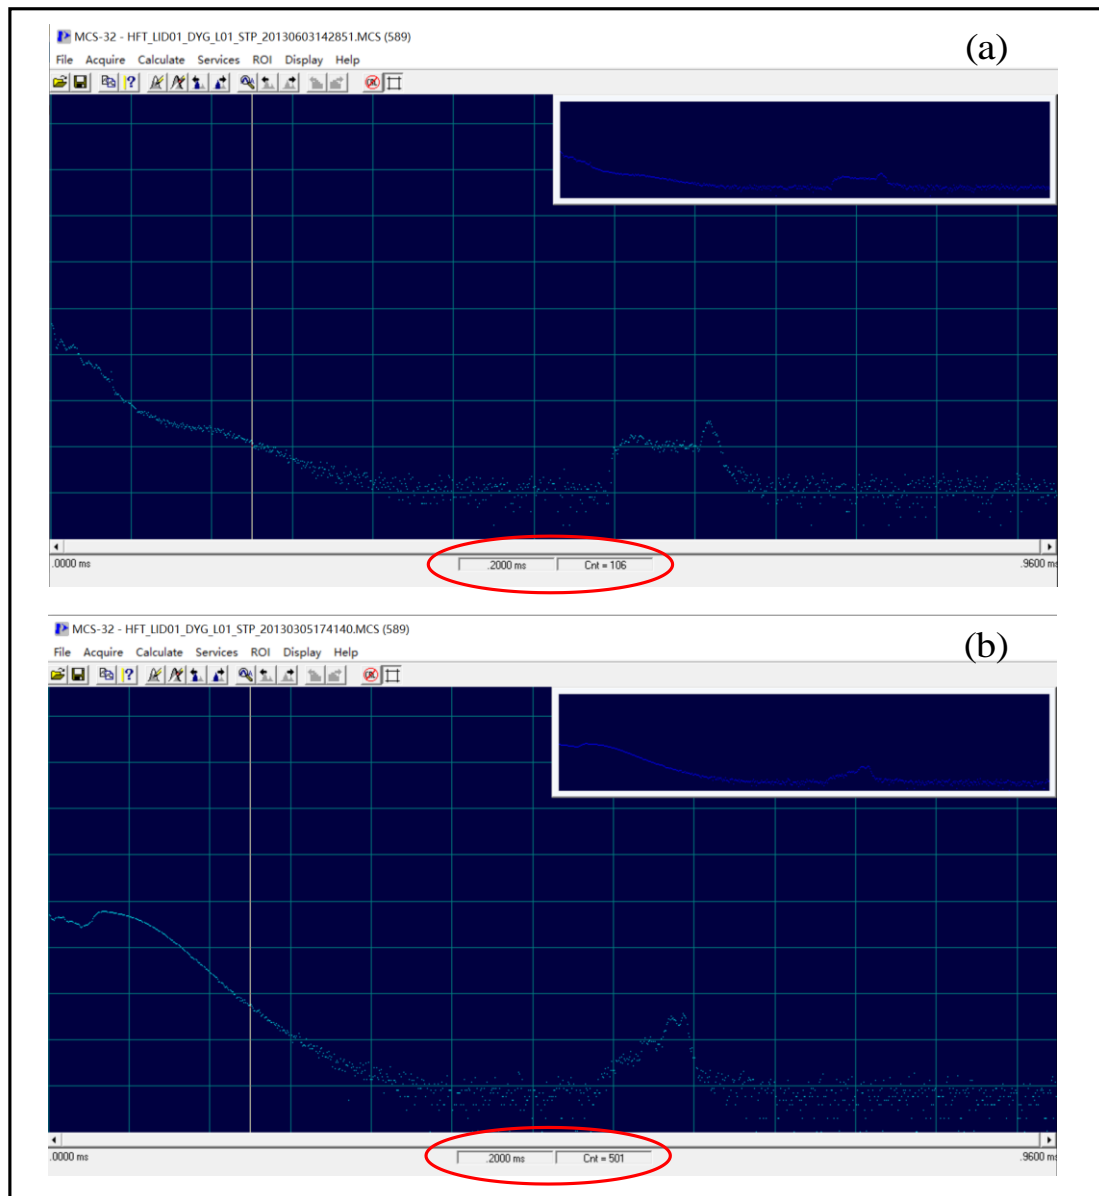 MCS-32 - HFT_LID01_DYG_L01_STP_20130603142851.MCS (589)
(a)
File Acquire Calculate Services ROI Display Help
.0000 ms
.2000 ms
Cnt = 106
.9600 ms
MCS-32 - HFT_LID01_DYG_L01_STP_20130305174140.MCS (589)
(b)
File Acquire Calculate Services ROI Display Help
.0000 ms
.2000 ms
Cnt = 501
.9600 ms